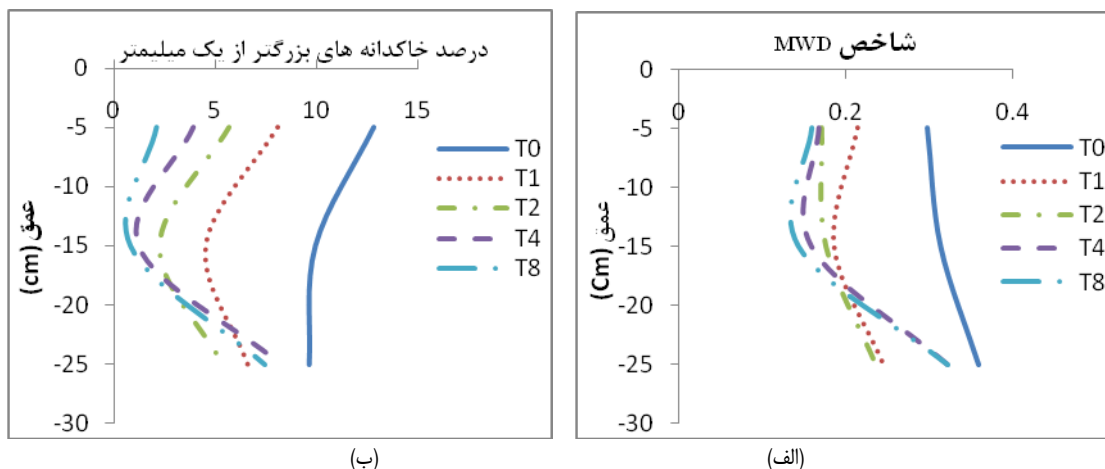 درصد خاکدانه های بزرگتر از یک میلیمتر
0 5 10 15
0
-5
-10
-15
-20
-25
-30
عمق (cm)
T0
T1
T2
T4
T8
(ب)
شاخص MWD
0 0.2 0.4
0
-5
-10
-15
-20
-25
-30
عمق (Cm)
T0
T1
T2
T4
T8
(الف)